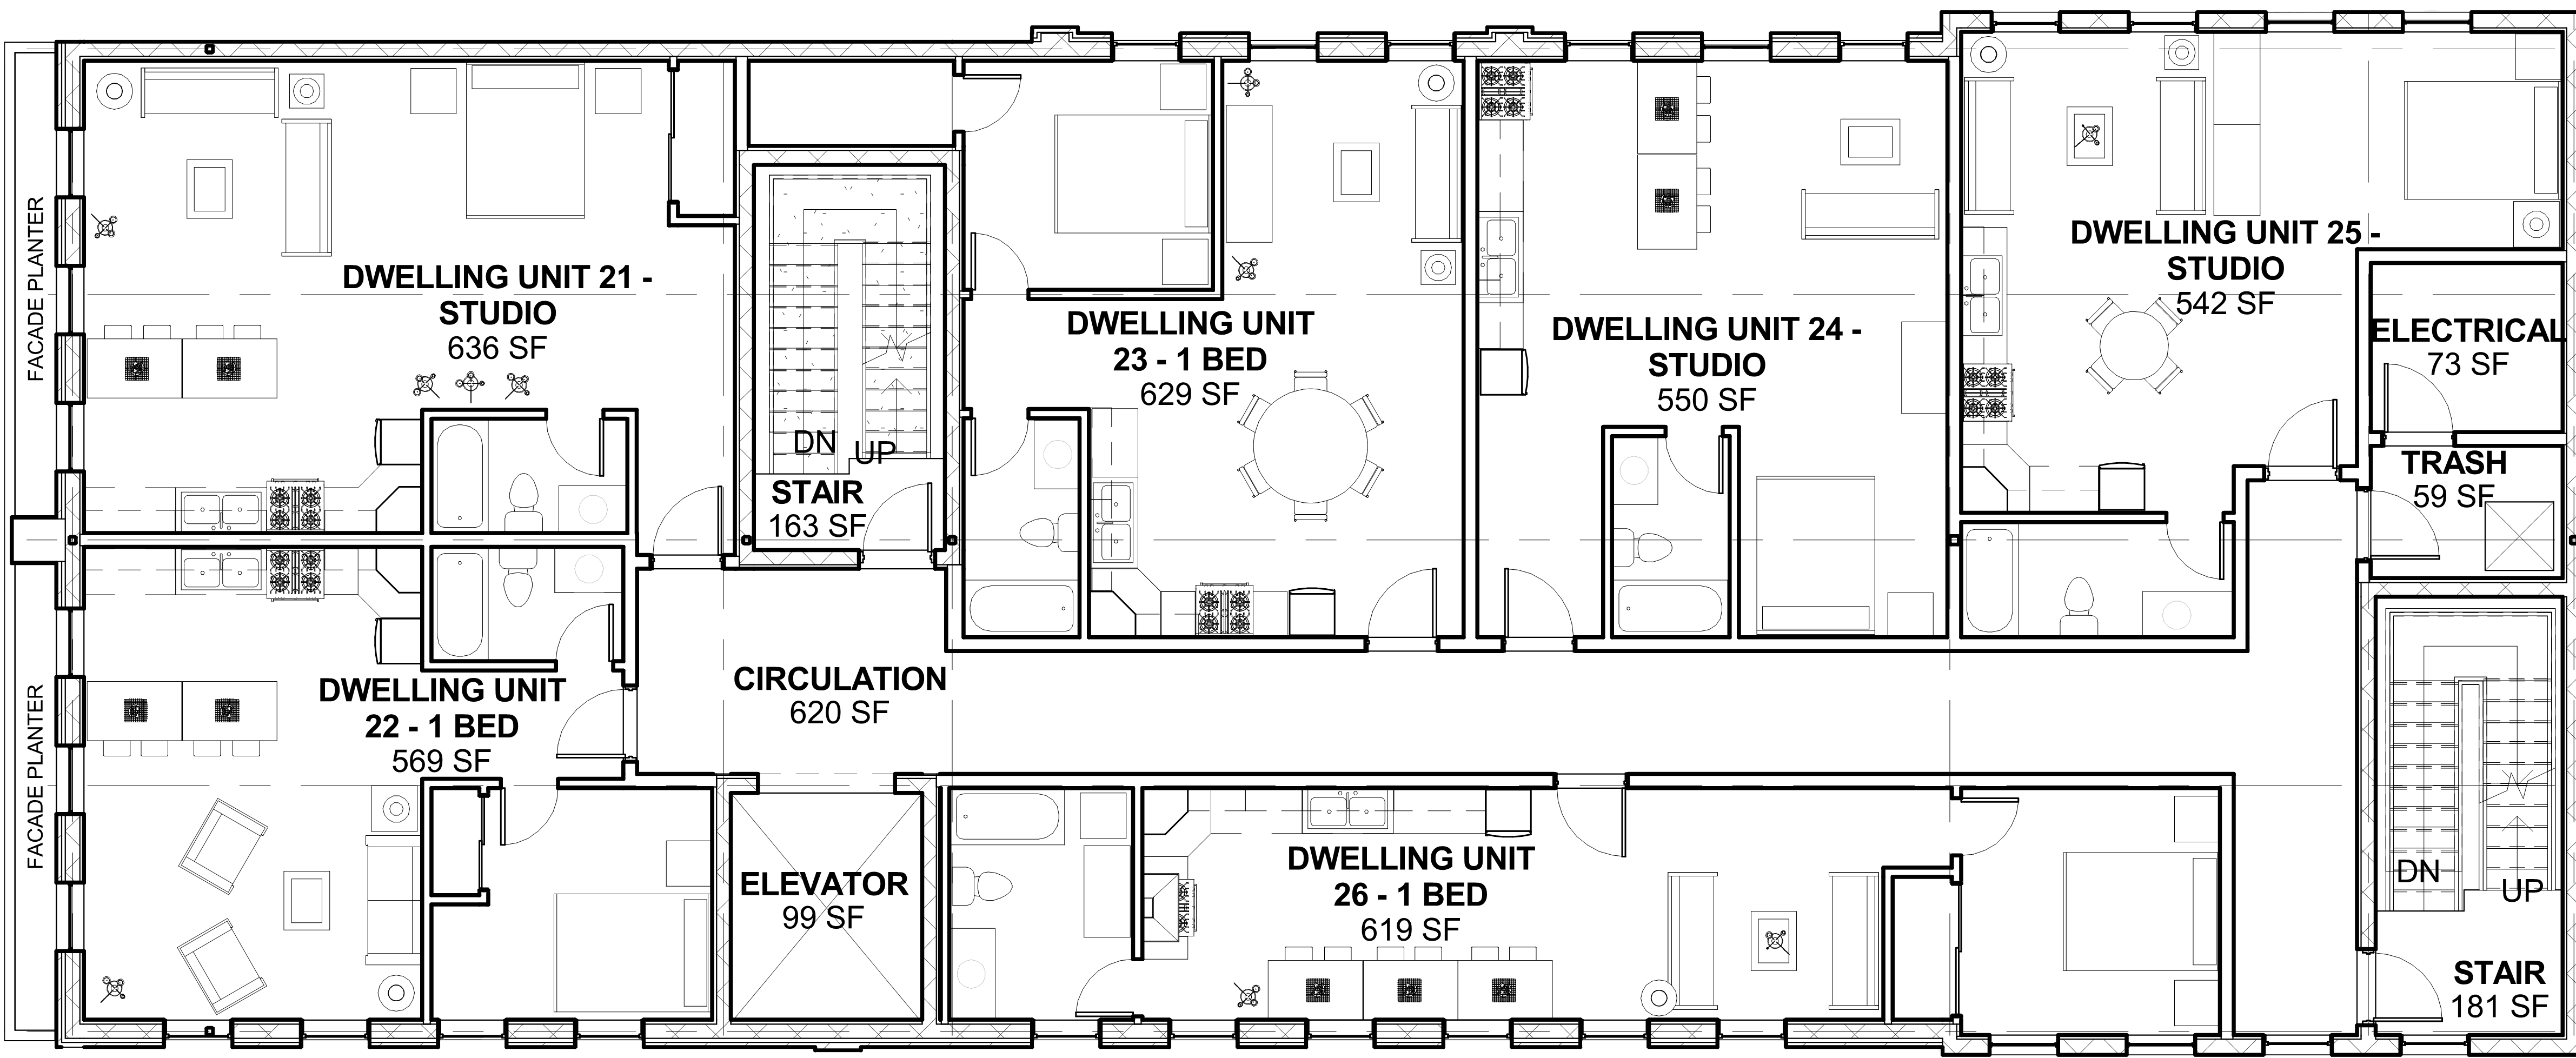 FACADE PLANTER
DWELLING UNIT 21 -
STUDIO
636 SF
DN
UP
STAIR
163 SF
DWELLING UNIT
23 - 1 BED
629 SF
DWELLING UNIT 24 -
STUDIO
550 SF
DWELLING UNIT 25 -
STUDIO
542 SF
ELECTRICAL
73 SF
TRASH
59 SF
FACADE PLANTER
DWELLING UNIT
22 - 1 BED
569 SF
CIRCULATION
620 SF
ELEVATOR
99 SF
DWELLING UNIT
26 - 1 BED
619 SF
DN
UP
STAIR
181 SF